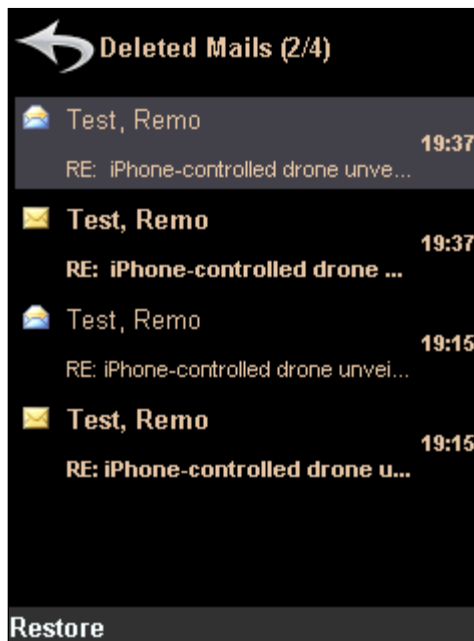 Deleted Mails (2/4)
Test, Remo
19:37
RE: iPhone-controlled drone unve...
Test, Remo
19:37
RE: iPhone-controlled drone ...
Test, Remo
19:15
RE: iPhone-controlled drone unvei...
Test, Remo
19:15
RE: iPhone-controlled drone u...
Restore